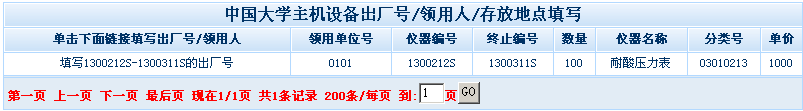 中国大学主机设备出厂号/领用人/存放地点填写
单击下面链接填写出厂号/领用人 领用单位号 仪器编号 终止编号 数量 仪器名称 分类号 单价
填写1300212S-1300311S的出厂号 0101 1300212S 1300311S 100 耐酸压力表 03010213 1000
第一页 上一页 下一页 最后页 现在1/1页 共1条记录 200条/每页 到:1页GO